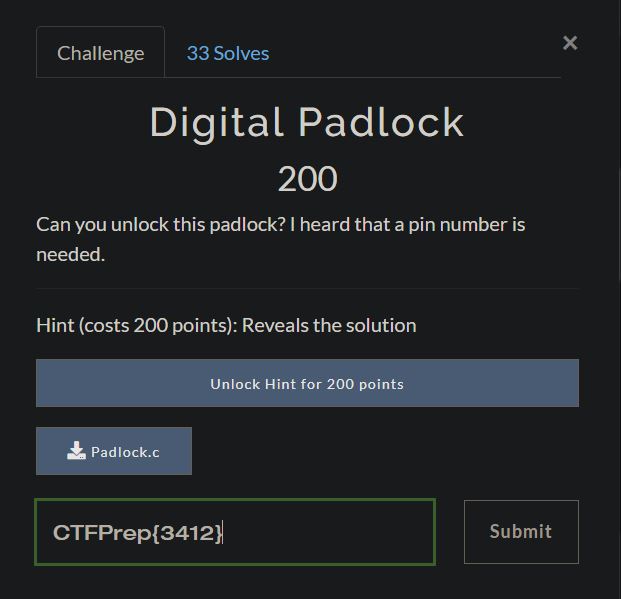 Challenge
33 Solves
×
Digital Padlock
200
Can you unlock this padlock? I heard that a pin number is
needed.
Hint (costs 200 points): Reveals the solution
Unlock Hint for 200 points
Padlock.c
CTFPrep{3412}
Submit